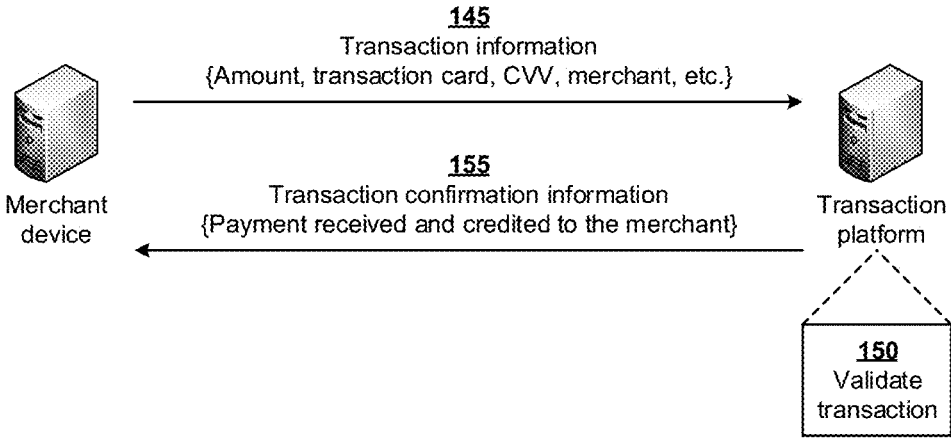 145
Transaction information
{Amount, transaction card, CVV, merchant, etc.}
155
Transaction confirmation information
{Payment received and credited to the merchant}
Merchant
device
Transaction
platform
150
Validate
transaction